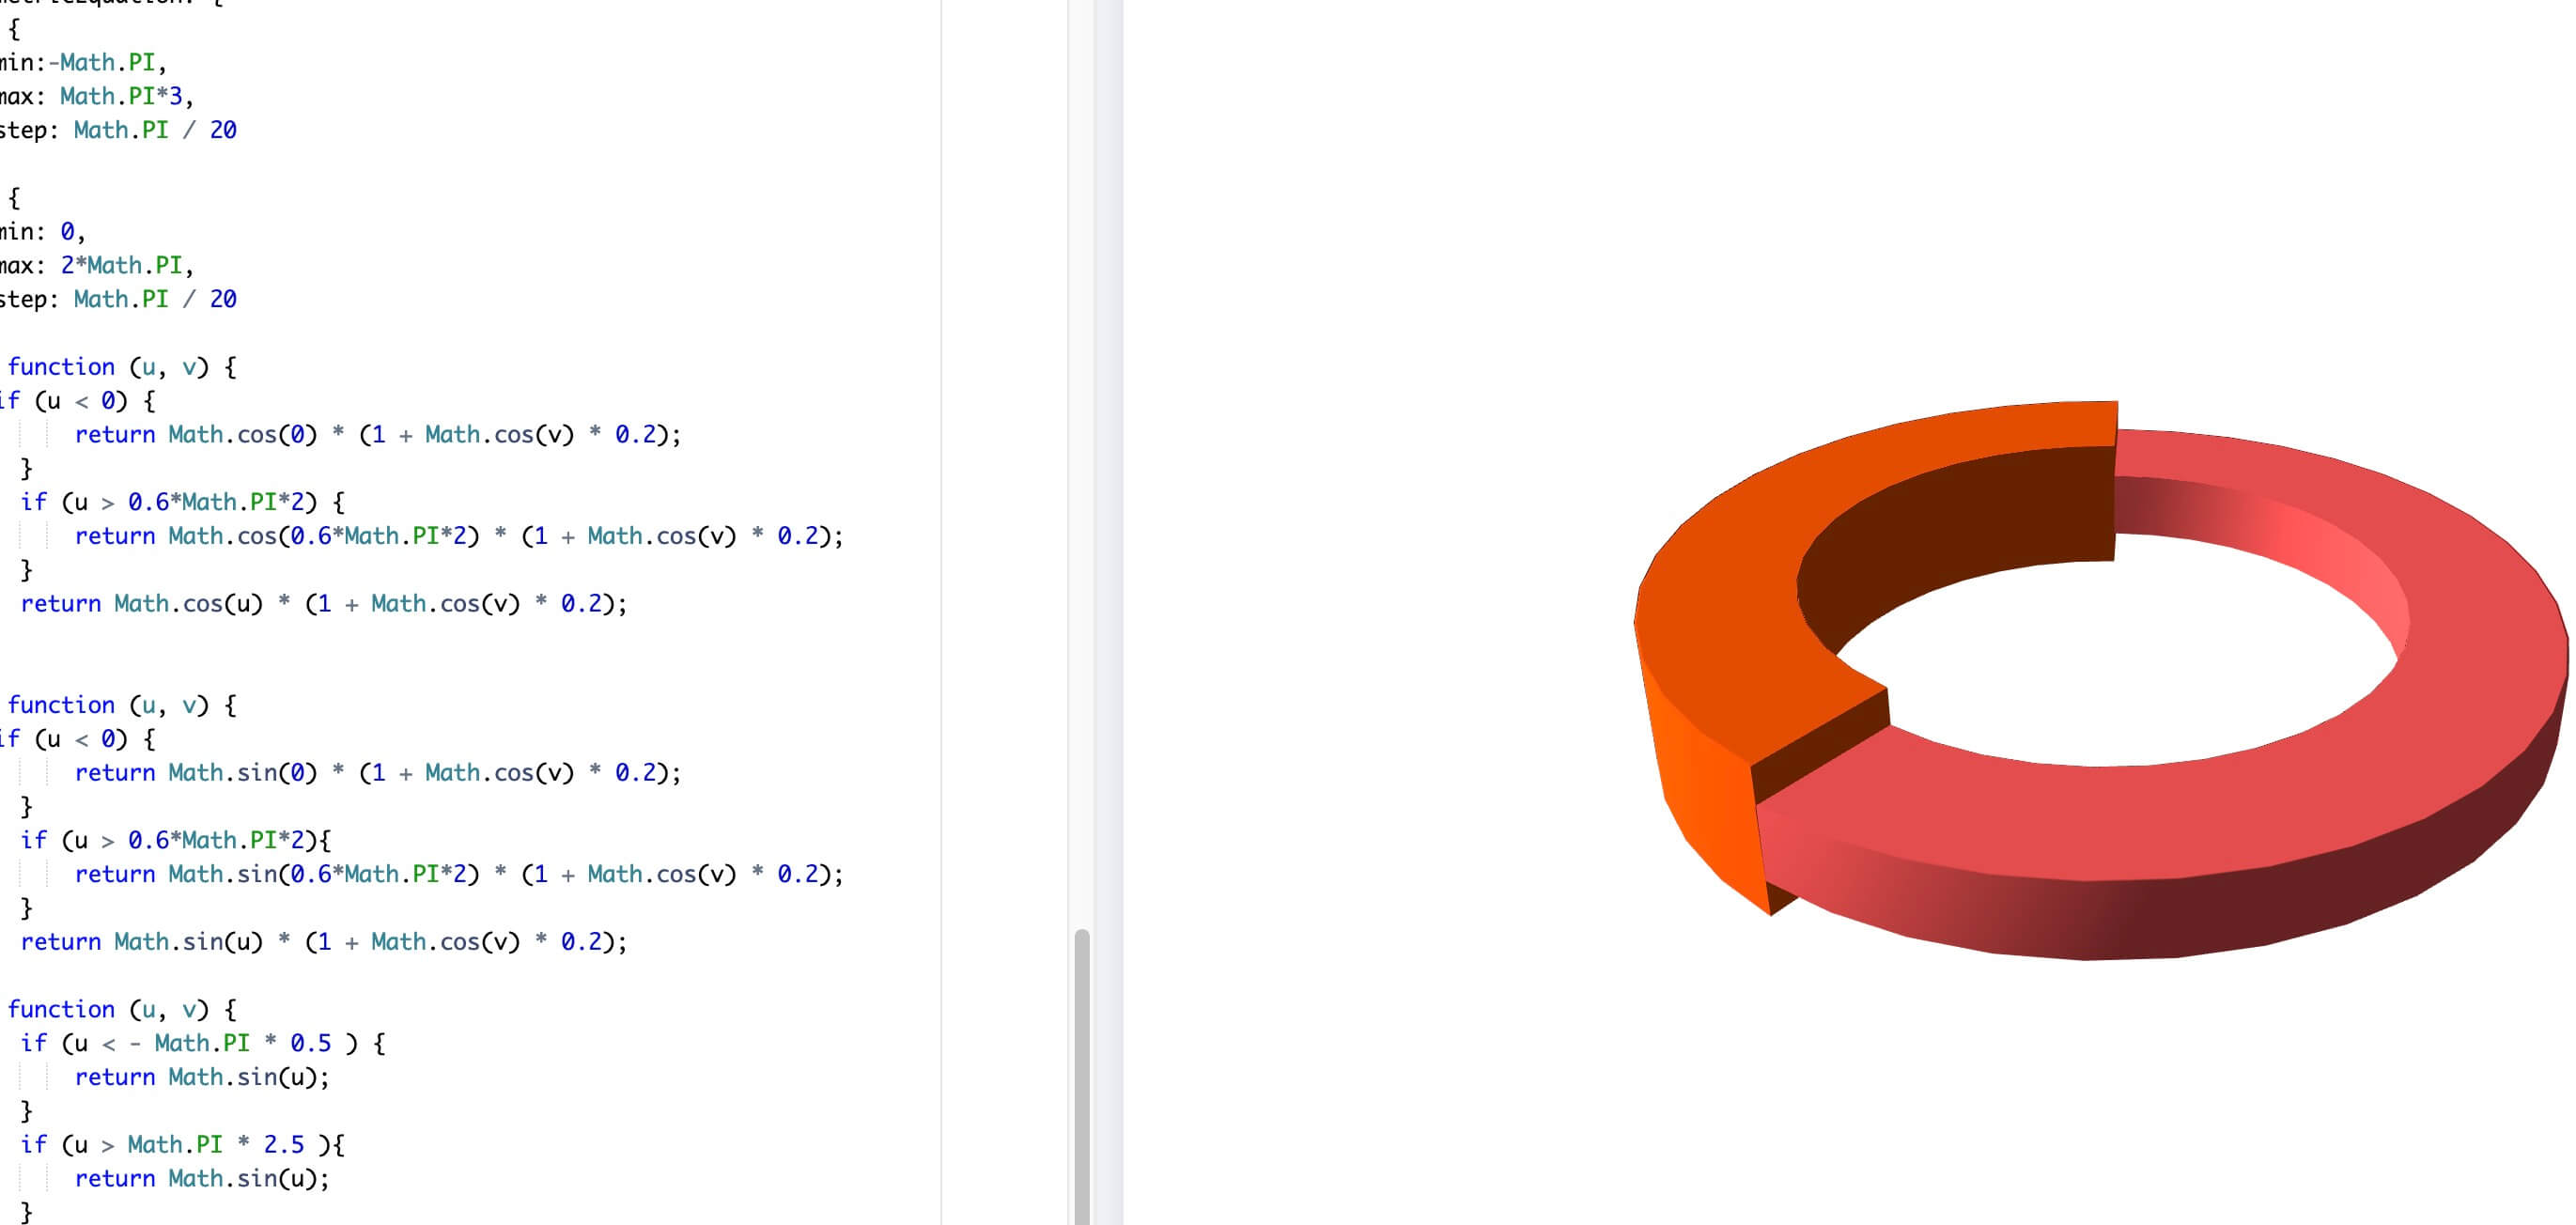 {
min:-Math.PI,
max: Math.PI*3,
step: Math.PI / 20
{
min: 0,
max: 2*Math.PI,
step: Math.PI / 20
function (u, v) {
if (u < 0) {
return Math.cos(0) * (1 + Math.cos(v) * 0.2);
}
if (u > 0.6*Math.PI*2) {
return Math.cos(0.6*Math.PI*2) * (1 + Math.cos(v) * 0.2);
}
return Math.cos(u) * (1 + Math.cos(v) * 0.2);
function (u, v) {
if (u < 0) {
return Math.sin(0) * (1 + Math.cos(v) * 0.2);
}
if (u > 0.6*Math.PI*2){
return Math.sin(0.6*Math.PI*2) * (1 + Math.cos(v) * 0.2);
}
return Math.sin(u) * (1 + Math.cos(v) * 0.2);
function (u, v) {
if (u < - Math.PI * 0.5 ) {
return Math.sin(u);
}
if (u > Math.PI * 2.5 ){
return Math.sin(u);
}